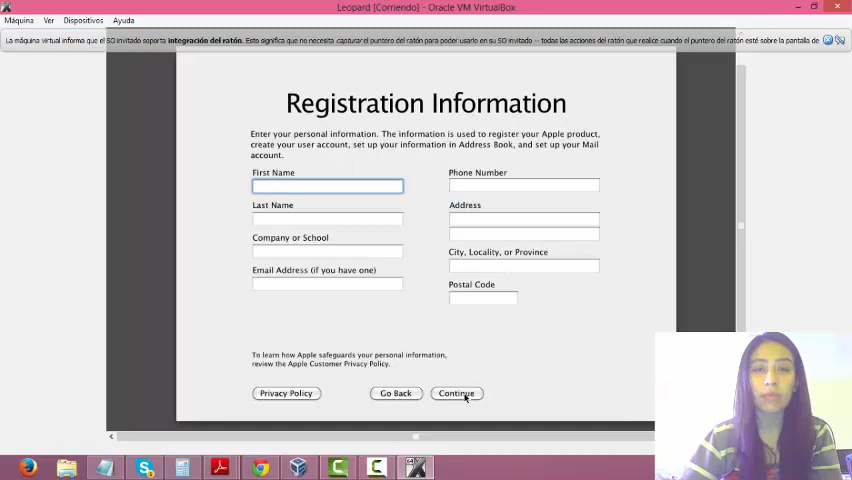 Leopard [Corriendo] - Oracle VM VirtualBox
Máquina Ver Dispositivos Ayuda
La máquina virtual informa que el SO invitado soporta integración del ratón. Esto significa que no necesita capturar el puntero del ratón para poder usarlo en su SO invitado -- todas las acciones del ratón que realice cuando el puntero del ratón esté sobre la pantalla de
Registration Information
Enter your personal information. The information is used to register your Apple product,
create your user account, set up your information in Address Book, and set up your Mail
account.
First Name
Phone Number
Last Name
Address
Company or School
City, Locality, or Province
Email Address (if you have one)
Postal Code
To learn how Apple safeguards your personal information,
review the Apple Customer Privacy Policy.
Privacy Policy Go Back Continue